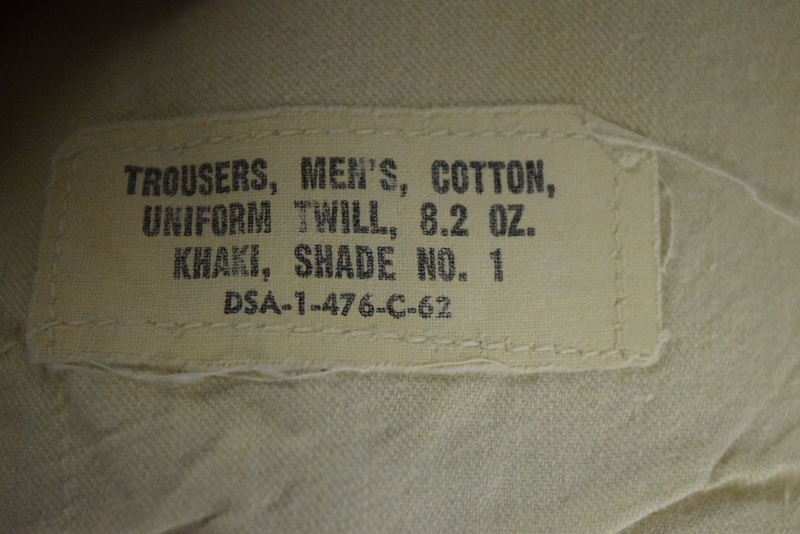 TROUSERS, MEN'S, COTTON,
UNIFORM TWILL, 8.2 OZ.
KHAKI, SHADE NO. 1
DSA-1-476-C-62